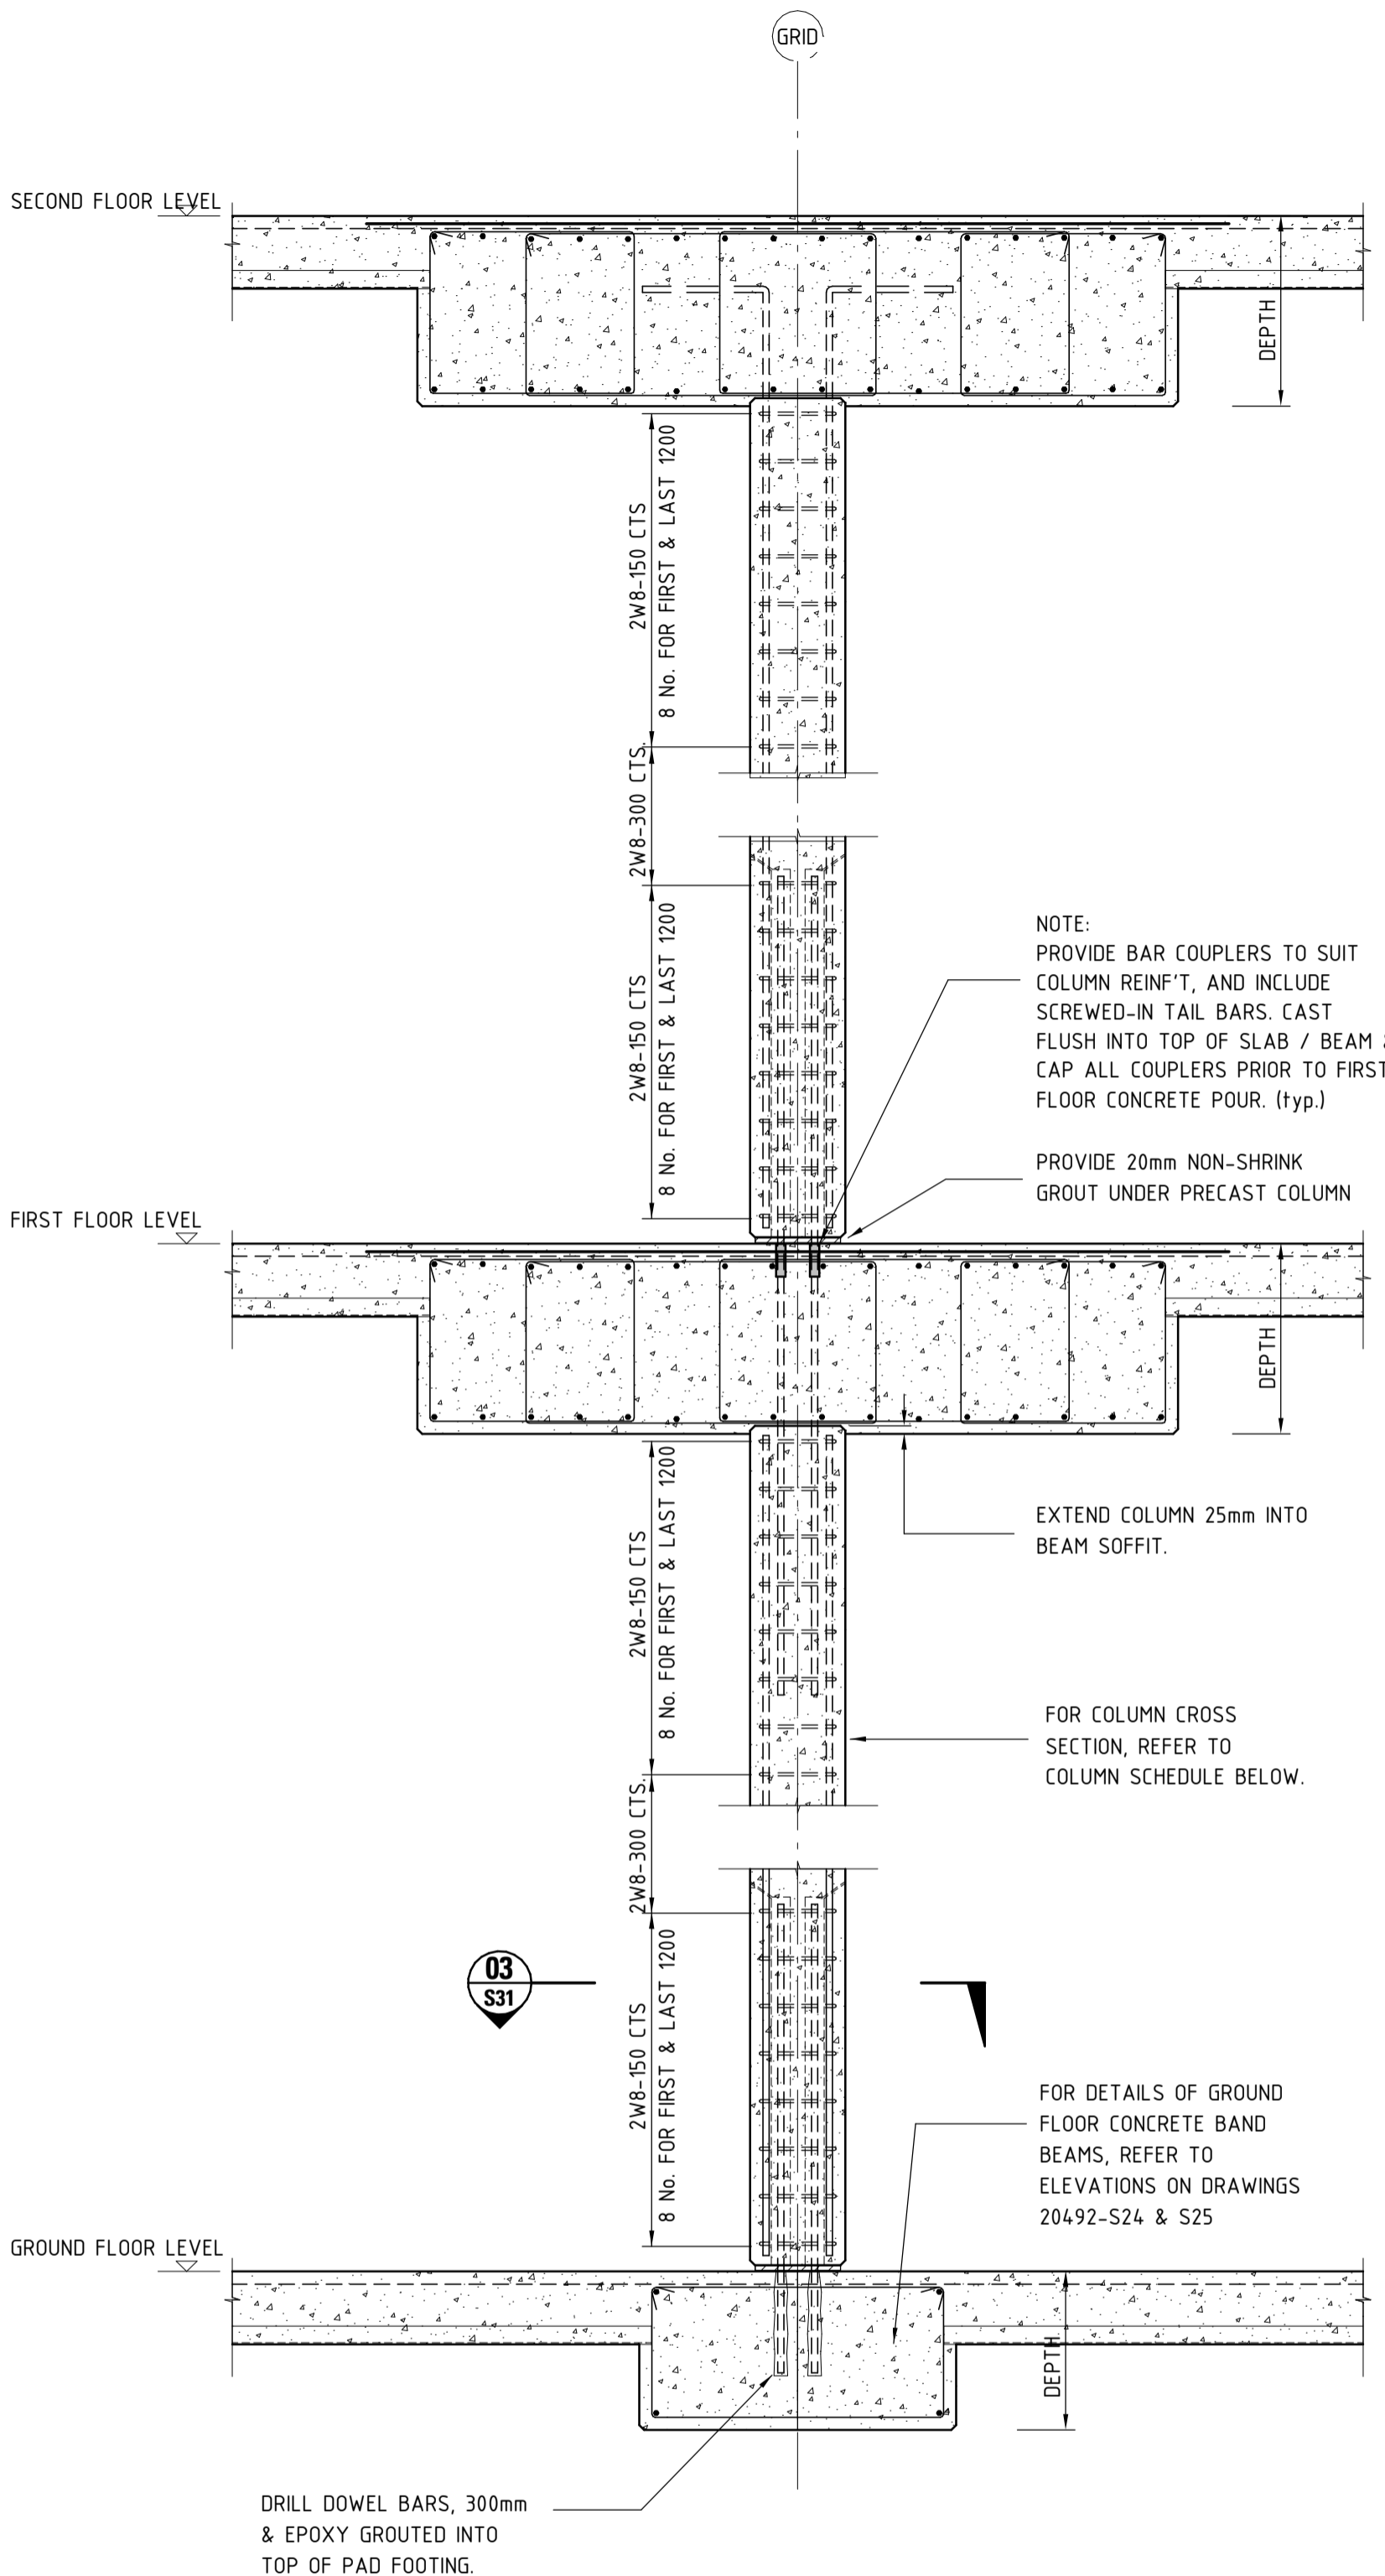 GRID
SECOND FLOOR LEVEL
DEPTH
2W8-150 CTS
8 No. FOR FIRST & LAST 1200
2W8-300 CTS.
2W8-150 CTS
8 No. FOR FIRST & LAST 1200
NOTE:
PROVIDE BAR COUPLERS TO SUIT
COLUMN REINF'T, AND INCLUDE
SCREWED-IN TAIL BARS. CAST
FLUSH INTO TOP OF SLAB / BEAM &
CAP ALL COUPLERS PRIOR TO FIRST
FLOOR CONCRETE POUR. (typ.)
PROVIDE 20mm NON-SHRINK
GROUT UNDER PRECAST COLUMN
FIRST FLOOR LEVEL
DEPTH
2W8-150 CTS
8 No. FOR FIRST & LAST 1200
EXTEND COLUMN 25mm INTO
BEAM SOFFIT.
FOR COLUMN CROSS
SECTION, REFER TO
COLUMN SCHEDULE BELOW.
2W8-300 CTS.
2W8-150 CTS
8 No. FOR FIRST & LAST 1200
03
S31
FOR DETAILS OF GROUND
FLOOR CONCRETE BAND
BEAMS, REFER TO
ELEVATIONS ON DRAWINGS
20492-S24 & S25
GROUND FLOOR LEVEL
DEPTH
DRILL DOWEL BARS, 300mm
& EPOXY GROUTED INTO
TOP OF PAD FOOTING.